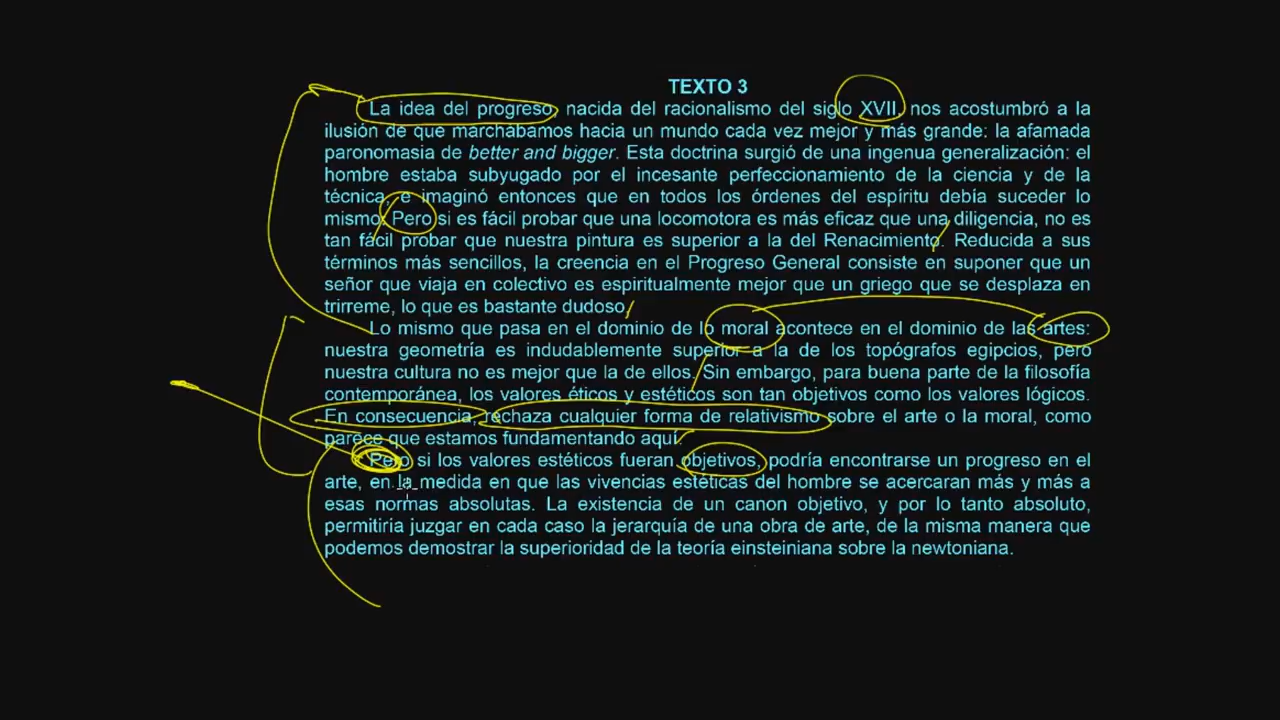 TEXTO 3
La idea del progreso, nacida del racionalismo del siglo XVII, nos acostumbró a la
ilusión de que marchábamos hacia un mundo cada vez mejor y más grande: la afamada
paronomasia de better and bigger. Esta doctrina surgió de una ingenua generalización: el
hombre estaba subyugado por el incesante perfeccionamiento de la ciencia y de la
técnica, e imaginó entonces que en todos los órdenes del espíritu debía suceder lo
mismo. Pero si es fácil probar que una locomotora es más eficaz que una diligencia, no es
tan fácil probar que nuestra pintura es superior a la del Renacimiento. Reducida a sus
términos más sencillos, la creencia en el Progreso General consiste en suponer que un
señor que viaja en colectivo es espiritualmente mejor que un griego que se desplaza en
trirreme, lo que es bastante dudoso.
Lo mismo que pasa en el dominio de lo moral acontece en el dominio de las artes:
nuestra geometría es indudablemente superior a la de los topógrafos egipcios, pero
nuestra cultura no es mejor que la de ellos. Sin embargo, para buena parte de la filosofía
contemporánea, los valores éticos y estéticos son tan objetivos como los valores lógicos.
En consecuencia, rechaza cualquier forma de relativismo sobre el arte o la moral, como
parece que estamos fundamentando aquí.
Pero si los valores estéticos fueran objetivos, podría encontrarse un progreso en el
arte, en la medida en que las vivencias estéticas del hombre se acercaran más y más a
esas normas absolutas. La existencia de un canon objetivo, y por lo tanto absoluto,
permitiría juzgar en cada caso la jerarquía de una obra de arte, de la misma manera que
podemos demostrar la superioridad de la teoría einsteiniana sobre la newtoniana.